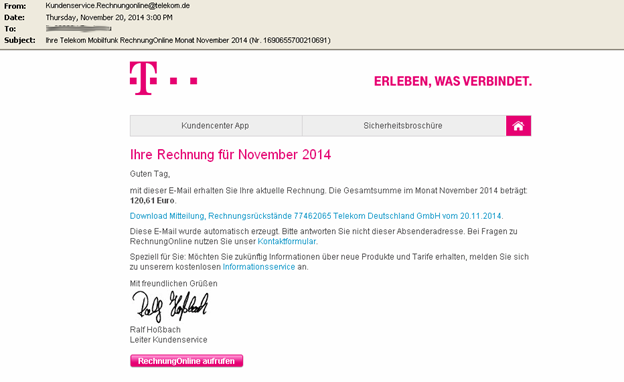 From: Kundenservice.Rechnungonline@telekom.de
Date: Thursday, November 20, 2014 3:00 PM
To:
Subject: Ihre Telekom Mobilfunk RechnungOnline Monat November 2014 (Nr. 1690655700210691)
T
ERLEBEN, WAS VERBINDET.
Kundencenter App
Sicherheitsbroschüre
Ihre Rechnung für November 2014
Guten Tag,
mit dieser E-Mail erhalten Sie Ihre aktuelle Rechnung. Die Gesamtsumme im Monat November 2014 beträgt:
120,61 Euro.
Download Mitteilung, Rechnungsrückstände 77462065 Telekom Deutschland GmbH vom 20.11.2014.
Diese E-Mail wurde automatisch erzeugt. Bitte antworten Sie nicht dieser Absenderadresse. Bei Fragen zu
RechnungOnline nutzen Sie unser Kontaktformular.
Speziell für Sie: Möchten Sie zukünftig Informationen über neue Produkte und Tarife erhalten, melden Sie sich
zu unserem kostenlosen Informationsservice an.
Mit freundlichen Grüßen
Ralf Hoßbach
Ralf Hoßbach
Leiter Kundenservice
RechnungOnline aufrufen